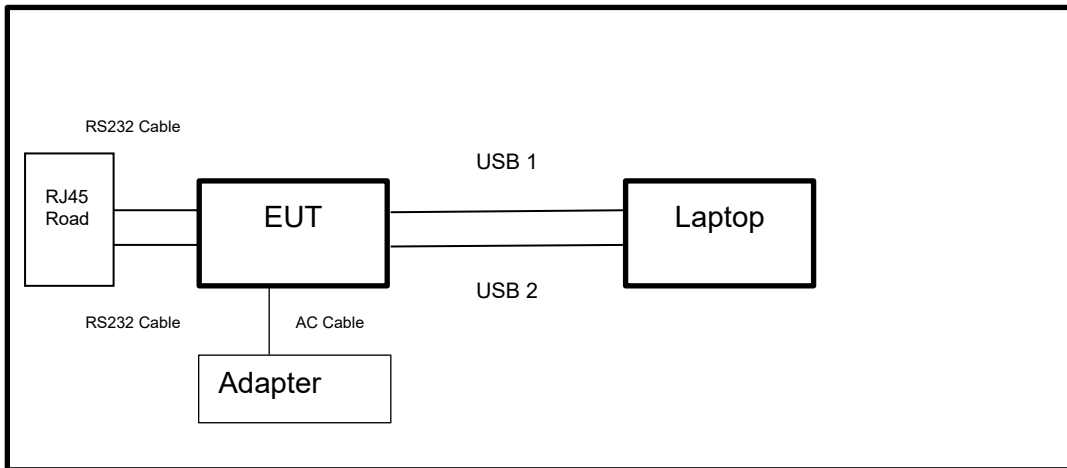 RS232 Cable
USB 1
RJ45
Road
EUT
Laptop
USB 2
RS232 Cable
AC Cable
Adapter